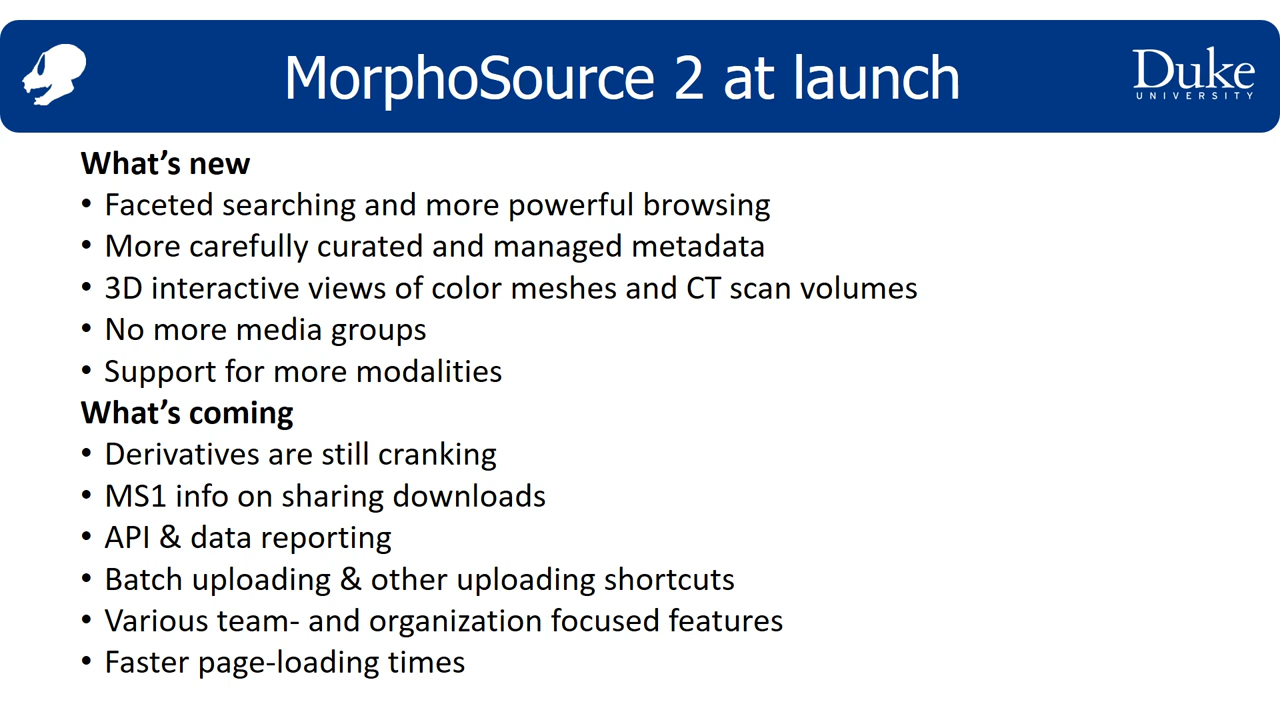 MorphoSource 2 at launch
Duke
UNIVERSITY
What’s new
• Faceted searching and more powerful browsing
• More carefully curated and managed metadata
• 3D interactive views of color meshes and CT scan volumes
• No more media groups
• Support for more modalities
What’s coming
• Derivatives are still cranking
• MS1 info on sharing downloads
• API & data reporting
• Batch uploading & other uploading shortcuts
• Various team- and organization focused features
• Faster page-loading times